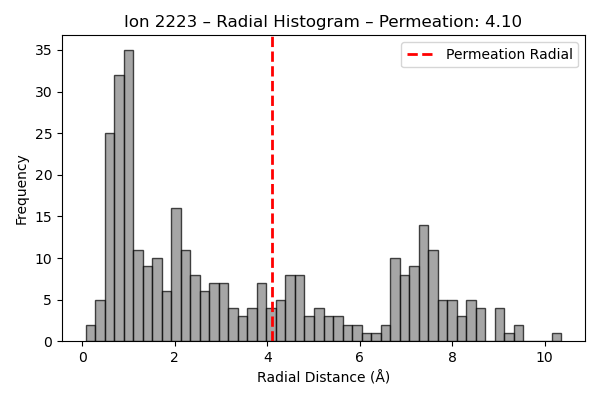 Ion 2223 – Radial Histogram – Permeation: 4.10
Permeation Radial
Frequency
35
30
25
20
15
10
5
0
0 2 4 6 8 10
Radial Distance (Å)